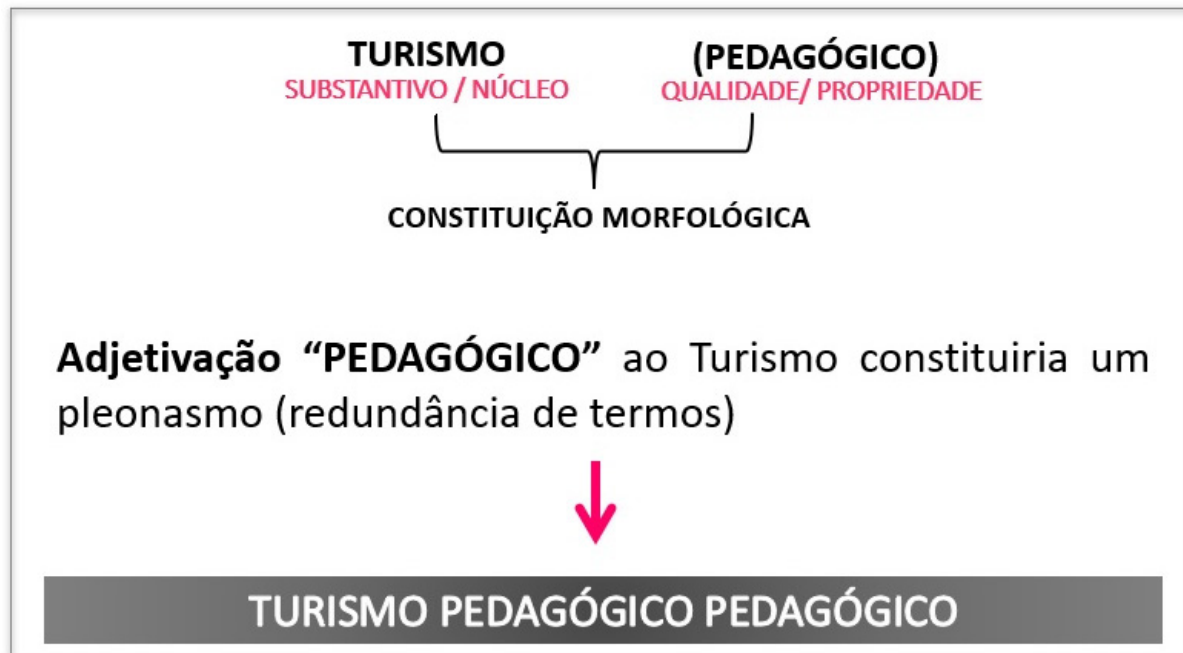 TURISMO (PEDAGÓGICO)
SUBSTANTIVO / NÚCLEO QUALIDADE/ PROPRIEDADE
CONSTITUIÇÃO MORFOLÓGICA
Adjetivação “PEDAGÓGICO” ao Turismo constituiria um
pleonasmo (redundância de termos)
TURISMO PEDAGÓGICO PEDAGÓGICO